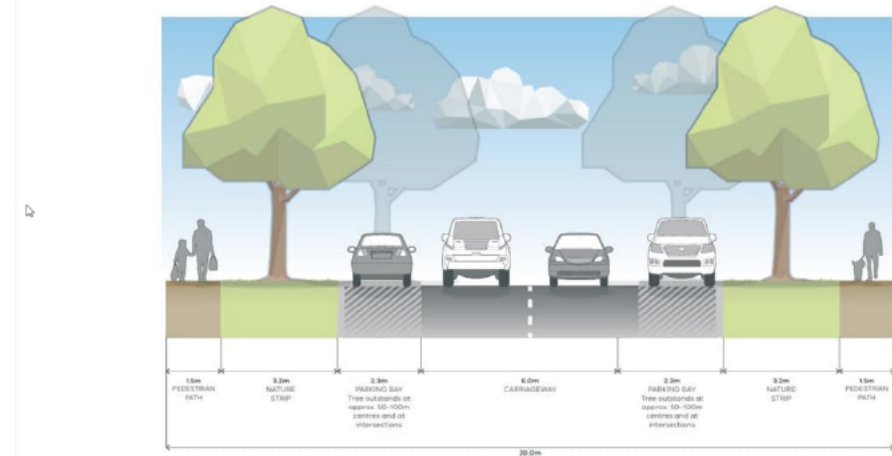 1.5m
PEDESTRIAN
PATH
3.2m
NATURE
STRIP
2.3m
PARKING BAY
Tree outstands at
approx. 50-100m
centres and at
intersections
6.0m
CARRIAGEWAY
2.3m
PARKING BAY
Tree outstands at
approx. 50-100m
centres and at
intersections
3.2m
NATURE
STRIP
1.5m
PEDESTRIAN
PATH
20.0m